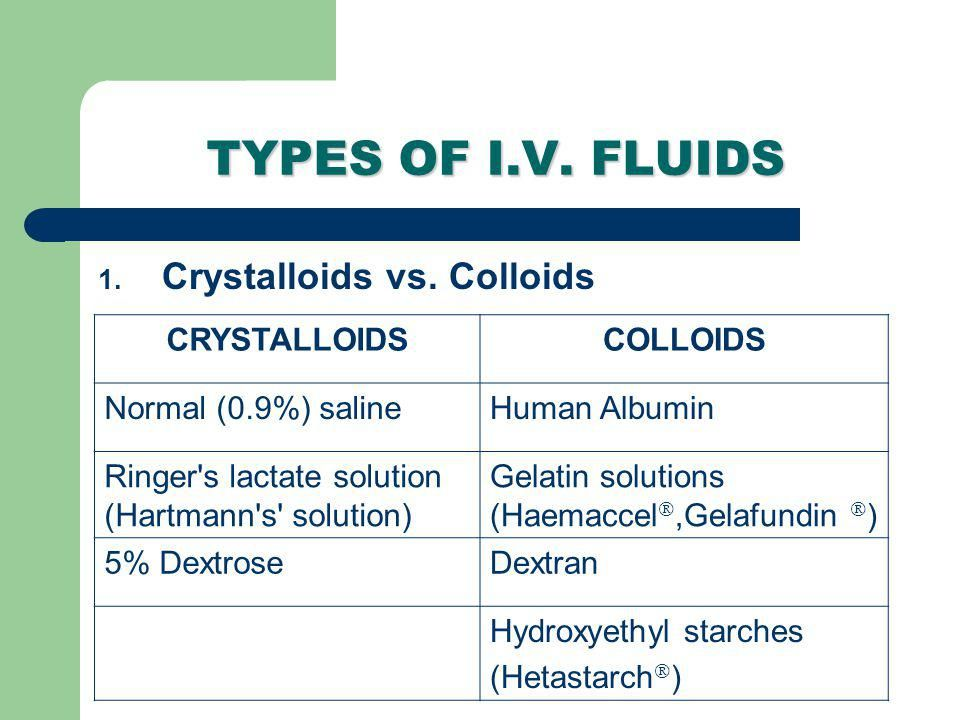 TYPES OF I.V. FLUIDS
1. Crystalloids vs. Colloids
CRYSTALLOIDS COLLOIDS
Normal (0.9%) saline Human Albumin
Ringer's lactate solution Gelatin solutions
(Hartmann's' solution) (Haemaccel®,Gelafundin ®)
5% Dextrose Dextran
Hydroxyethyl starches
(Hetastarch®)